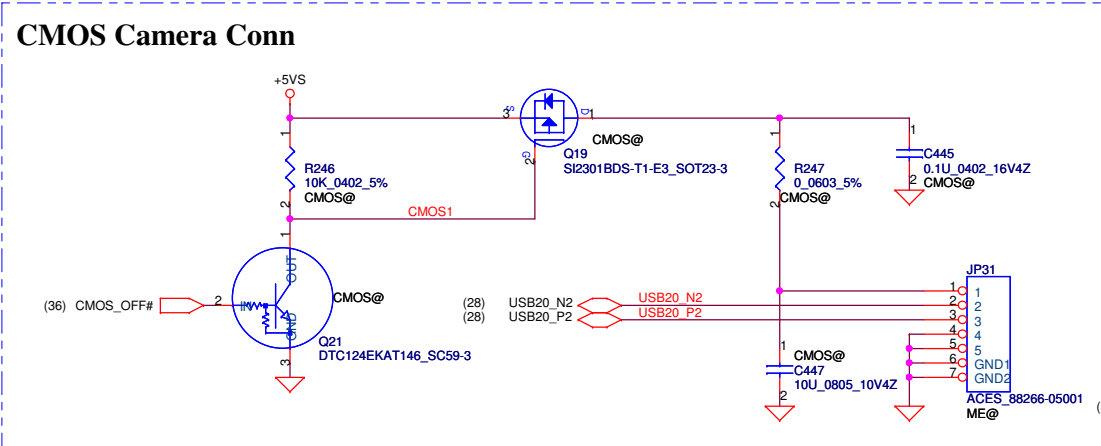 CMOS Camera Conn
+5VS
1
R246
10K_0402_5%
CMOS@
2
CMOS1
3
S
D
1
G
2
CMOS@
Q19
SI2301BDS-T1-E3_SOT23-3
1
R247
0_0603_5%
CMOS@
2
1
C445
0.1U_0402_16V4Z
CMOS@
2
1
OUT
(36) CMOS_OFF#
2
IN
GND
CMOS@
Q21
DTC124EKAT146_SC59-3
3
(28) USB20_N2
USB20_N2
(28) USB20_P2
USB20_P2
1
CMOS@
C447
10U_0805_10V4Z
2
JP31
1 1
2 2
3 3
4 4
5 5
6 GND1
7 GND2
ACES_88266-05001
ME@
(